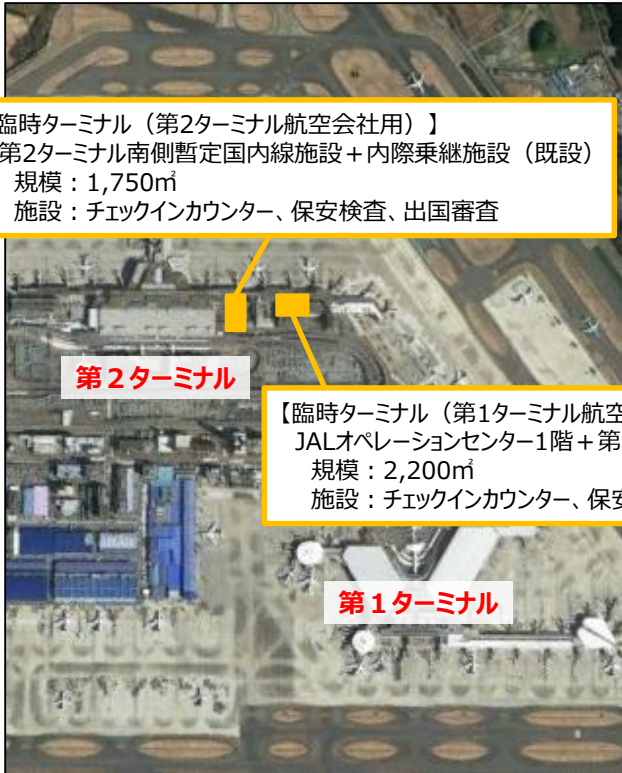 臨時ターミナル（第2ターミナル航空会社用）】
第2ターミナル南側暫定国内線施設＋内際乗継施設（既設）
規模：1,750㎡
施設：チェックインカウンター、保安検査、出国審査
第２ターミナル
【臨時ターミナル（第1ターミナル航空
JALオペレーションセンター1階＋第
規模：2,200㎡
施設：チェックインカウンター、保安
第１ターミナル